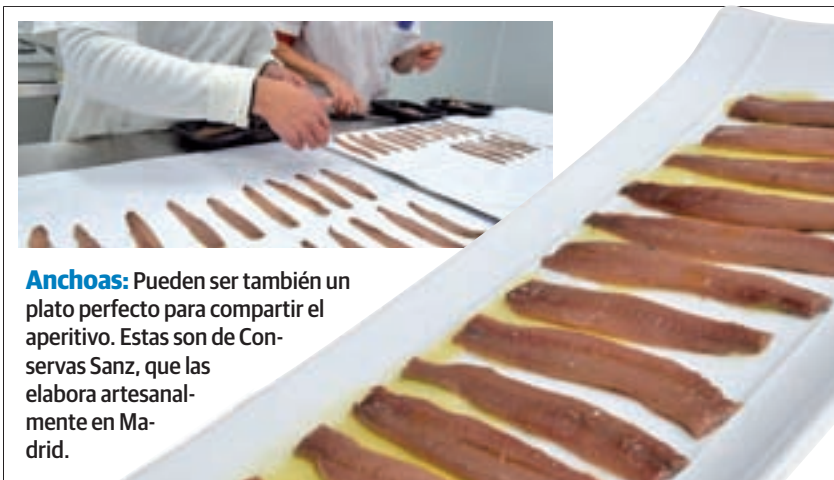 Anchoas: Pueden ser también un
plato perfecto para compartir el
aperitivo. Estas son de Con-
servas Sanz, que las
elabora artesanal-
mente en Ma-
drid.